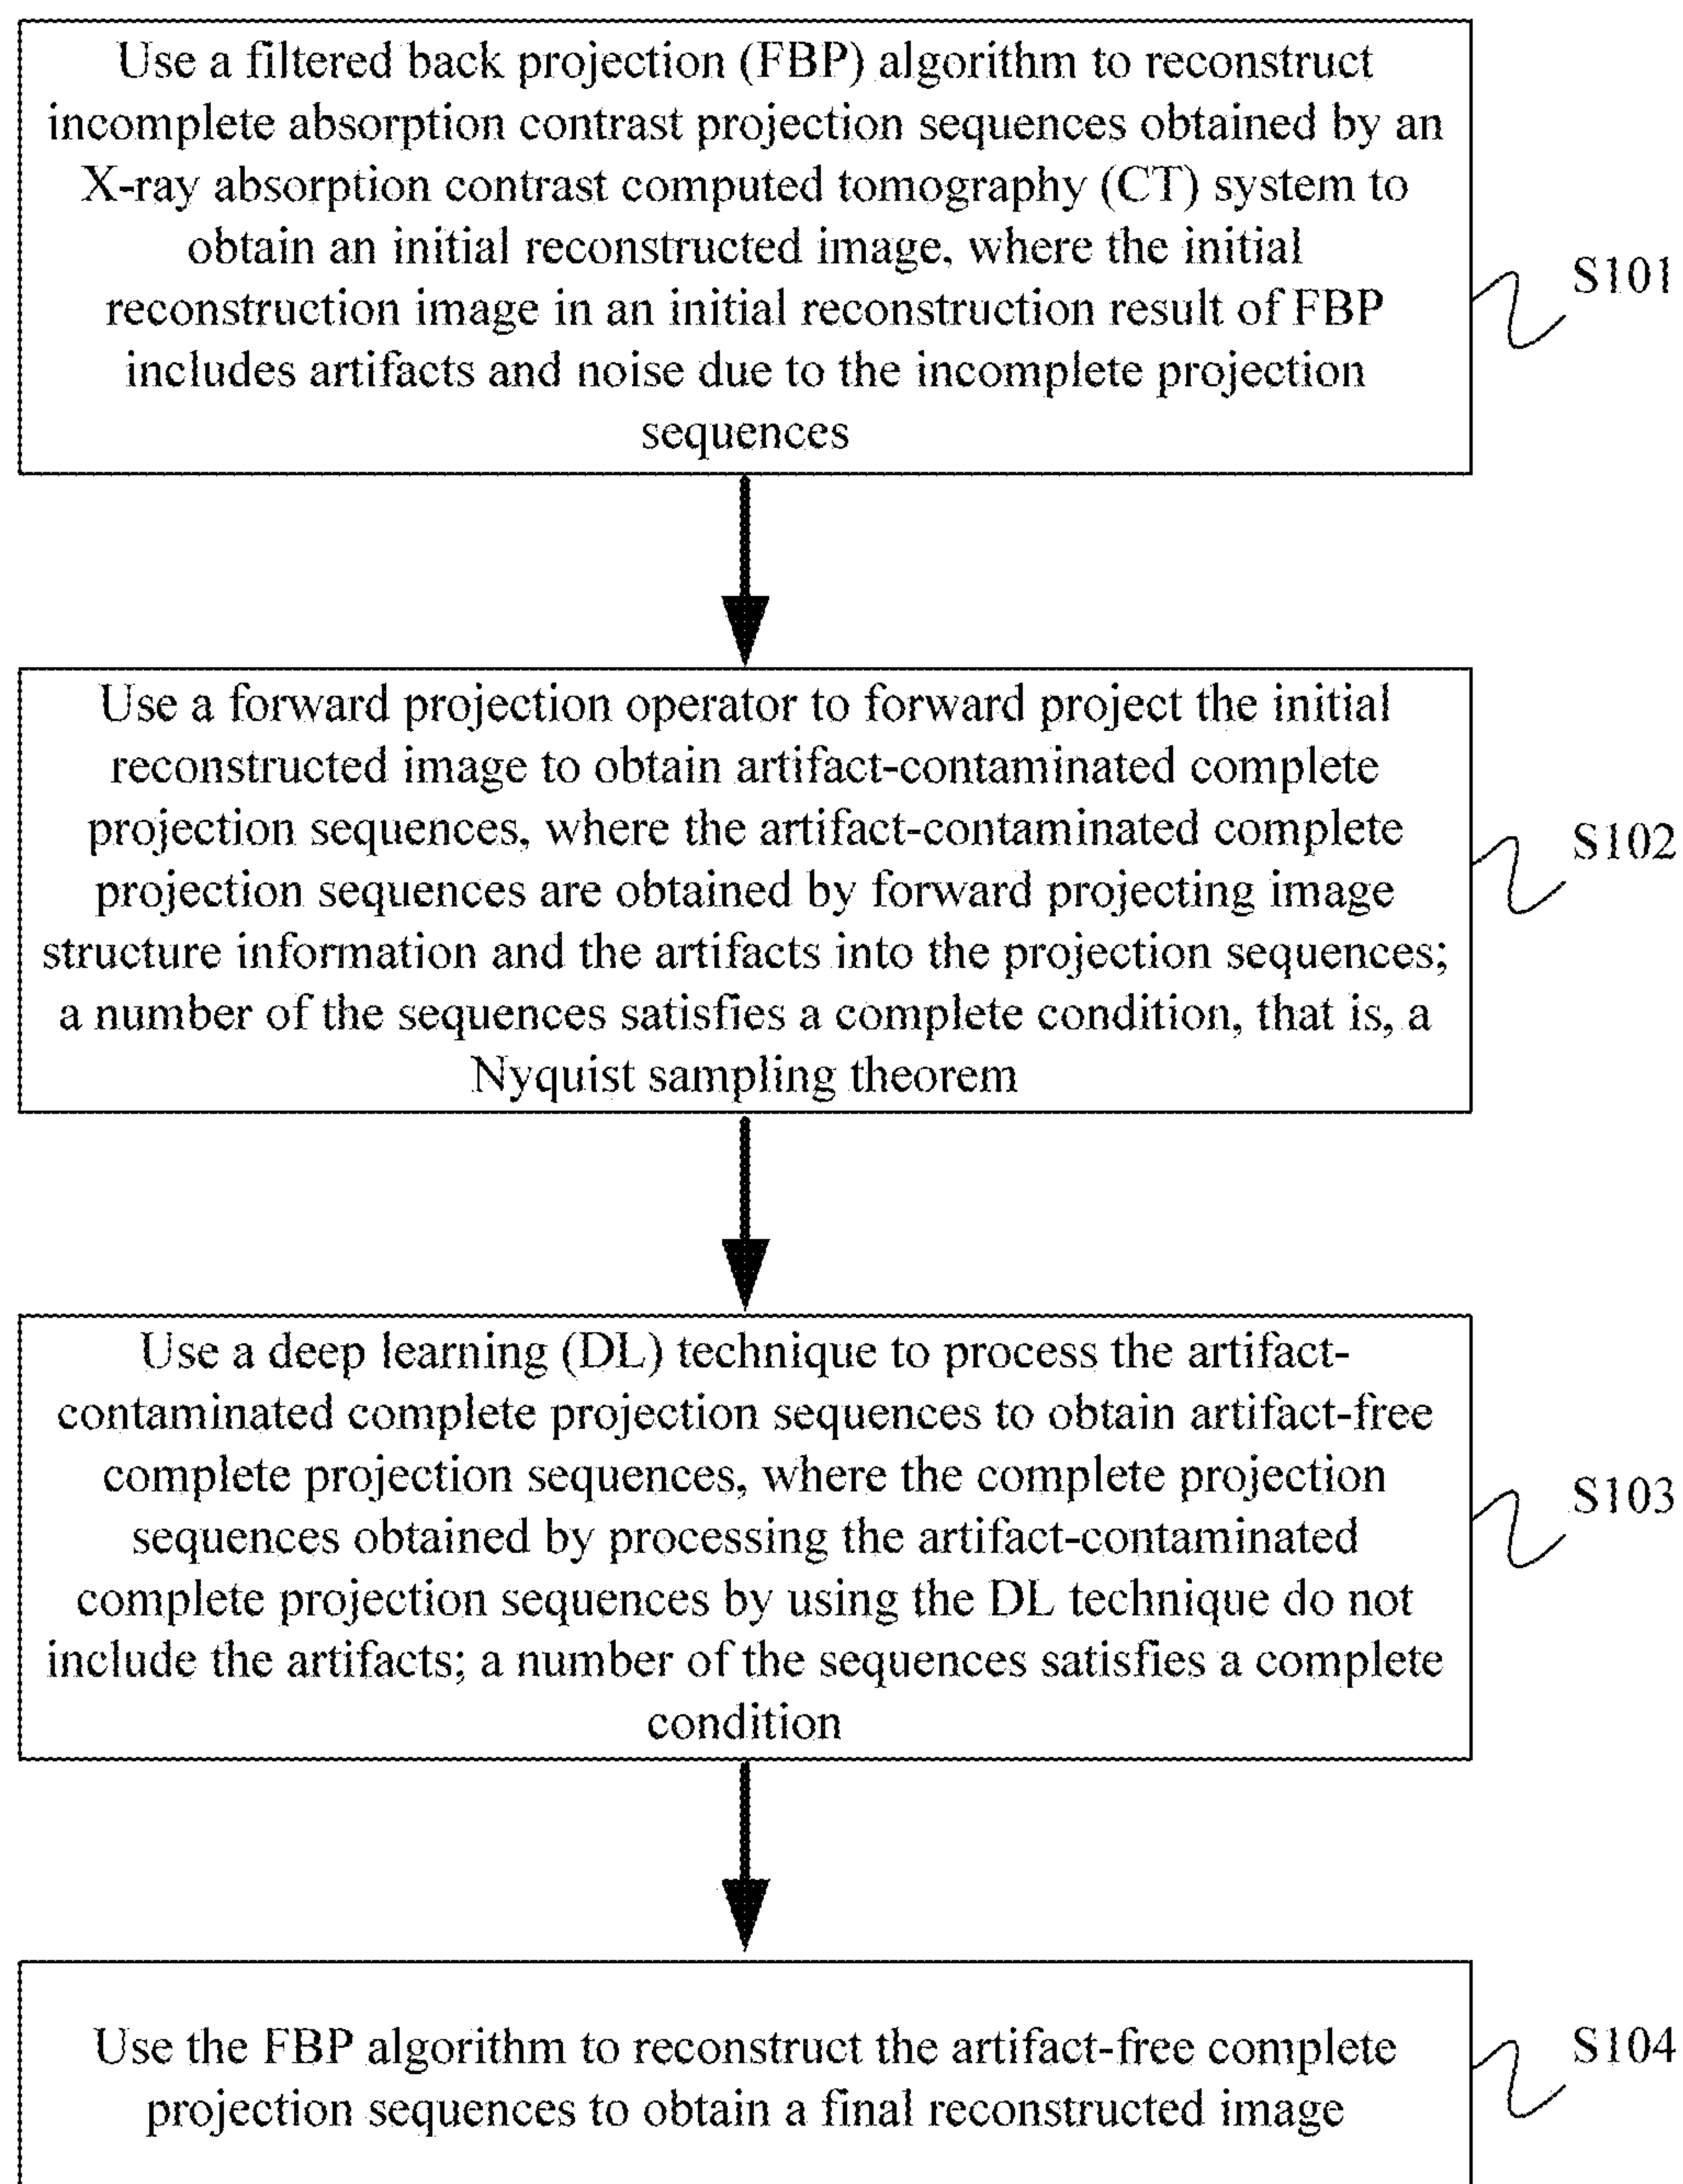 Use a filtered back projection (FBP) algorithm to reconstruct
incomplete absorption contrast projection sequences obtained by an
X-ray absorption contrast computed tomography (CT) system to
obtain an initial reconstructed image, where the initial
reconstruction image in an initial reconstruction result of FBP
includes artifacts and noise due to the incomplete projection
sequences
S101
Use a forward projection operator to forward project the initial
reconstructed image to obtain artifact-contaminated complete
projection sequences, where the artifact-contaminated complete
projection sequences are obtained by forward projecting image
structure information and the artifacts into the projection sequences;
a number of the sequences satisfies a complete condition, that is, a
Nyquist sampling theorem
S102
Use a deep learning (DL) technique to process the artifact-
contaminated complete projection sequences to obtain artifact-free
complete projection sequences, where the complete projection
sequences obtained by processing the artifact-contaminated
complete projection sequences by using the DL technique do not
include the artifacts; a number of the sequences satisfies a complete
condition
S103
Use the FBP algorithm to reconstruct the artifact-free complete
projection sequences to obtain a final reconstructed image
S104